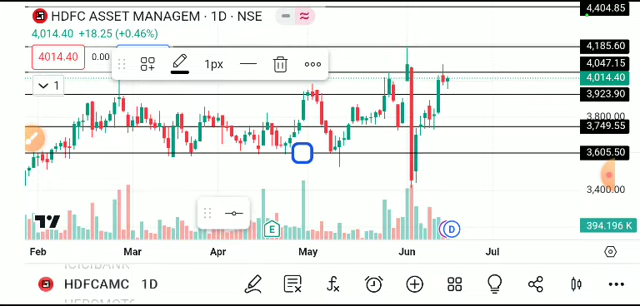 4,404.85
HDFC ASSET MANAGEM · 1D · NSE
4,014.40 +18.25 (+0.46%)
4,185.60
4014.40 0.00
1px
4,047.15
4,014.40
1
3,923.90
3,800.00
3,749.55
3,605.50
3,400.00
E
D
394.196 K
Feb Mar Apr May Jun Jul
ICICIBANK
HDFCAMC 1D